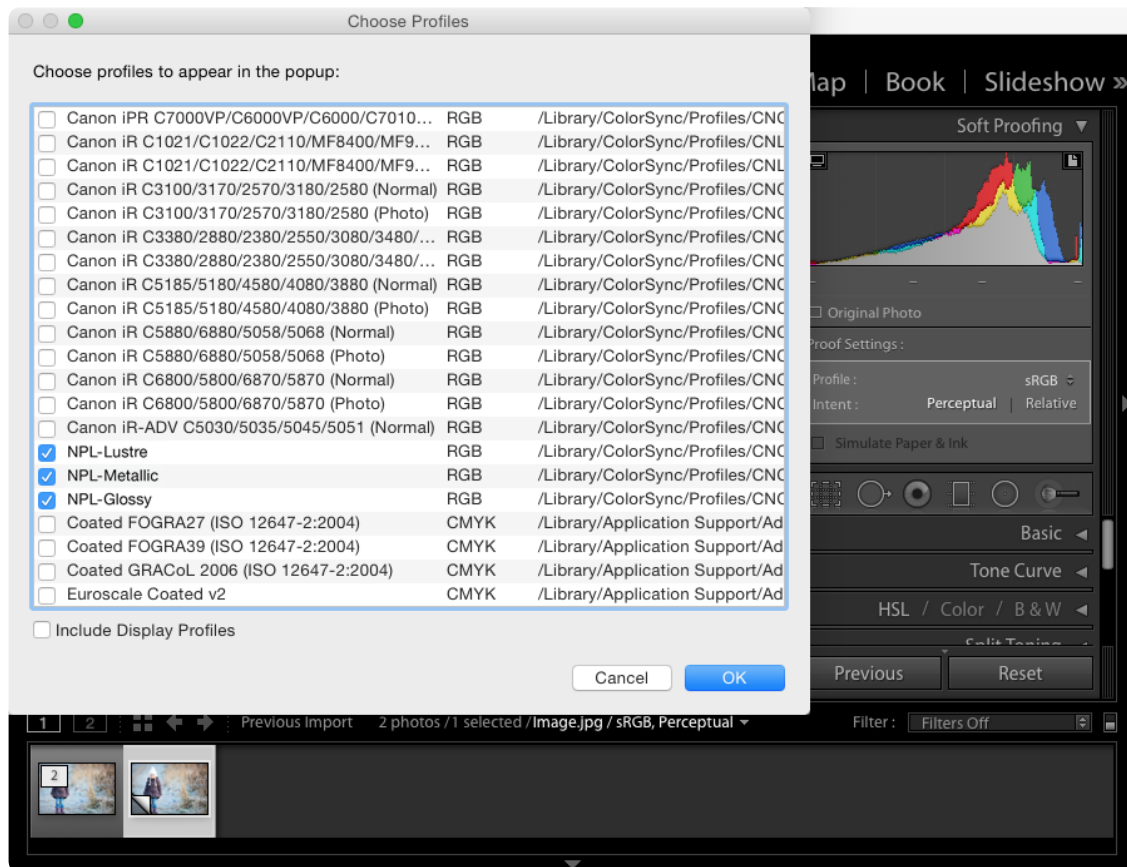 Choose Profiles
Choose profiles to appear in the popup:
Canon iPR C7000VP/C6000VP/C6000/C7010... RGB /Library/ColorSync/Profiles/CNC
Canon iR C1021/C1022/C2110/MF8400/MF9... RGB /Library/ColorSync/Profiles/CNL
Canon iR C1021/C1022/C2110/MF8400/MF9... RGB /Library/ColorSync/Profiles/CNL
Canon iR C3100/3170/2570/3180/2580 (Normal) RGB /Library/ColorSync/Profiles/CNC
Canon iR C3100/3170/2570/3180/2580 (Photo) RGB /Library/ColorSync/Profiles/CNC
Canon iR C3380/2880/2380/2550/3080/3480/... RGB /Library/ColorSync/Profiles/CNC
Canon iR C3380/2880/2380/2550/3080/3480/... RGB /Library/ColorSync/Profiles/CNC
Canon iR C5185/5180/4580/4080/3880 (Normal) RGB /Library/ColorSync/Profiles/CNC
Canon iR C5185/5180/4580/4080/3880 (Photo) RGB /Library/ColorSync/Profiles/CNC
Canon iR C5880/6880/5058/5068 (Normal) RGB /Library/ColorSync/Profiles/CNC
Canon iR C5880/6880/5058/5068 (Photo) RGB /Library/ColorSync/Profiles/CNC
Canon iR C6800/5800/6870/5870 (Normal) RGB /Library/ColorSync/Profiles/CNC
Canon iR C6800/5800/6870/5870 (Photo) RGB /Library/ColorSync/Profiles/CNC
Canon iR-ADV C5030/5035/5045/5051 (Normal) RGB /Library/ColorSync/Profiles/CNC
NPL-Lustre RGB /Library/ColorSync/Profiles/CNC
NPL-Metallic RGB /Library/ColorSync/Profiles/CNC
NPL-Glossy RGB /Library/ColorSync/Profiles/CNC
Coated FOGRA27 (ISO 12647-2:2004) CMYK /Library/Application Support/Ad
Coated FOGRA39 (ISO 12647-2:2004) CMYK /Library/Application Support/Ad
Coated GRACoL 2006 (ISO 12647-2:2004) CMYK /Library/Application Support/Ad
Euroscale Coated v2 CMYK /Library/Application Support/Ad
Include Display Profiles
Cancel OK
Map | Book | Slideshow »
Soft Proofing
Original Photo
Proof Settings :
Profile : sRGB
Intent : Perceptual | Relative
Simulate Paper & Ink
Basic
Tone Curve
HSL / Color / B & W
Split Toning
Previous Reset
1 2 Previous Import 2 photos / 1 selected / Image.jpg / sRGB, Perceptual Filter : Filters Off
2